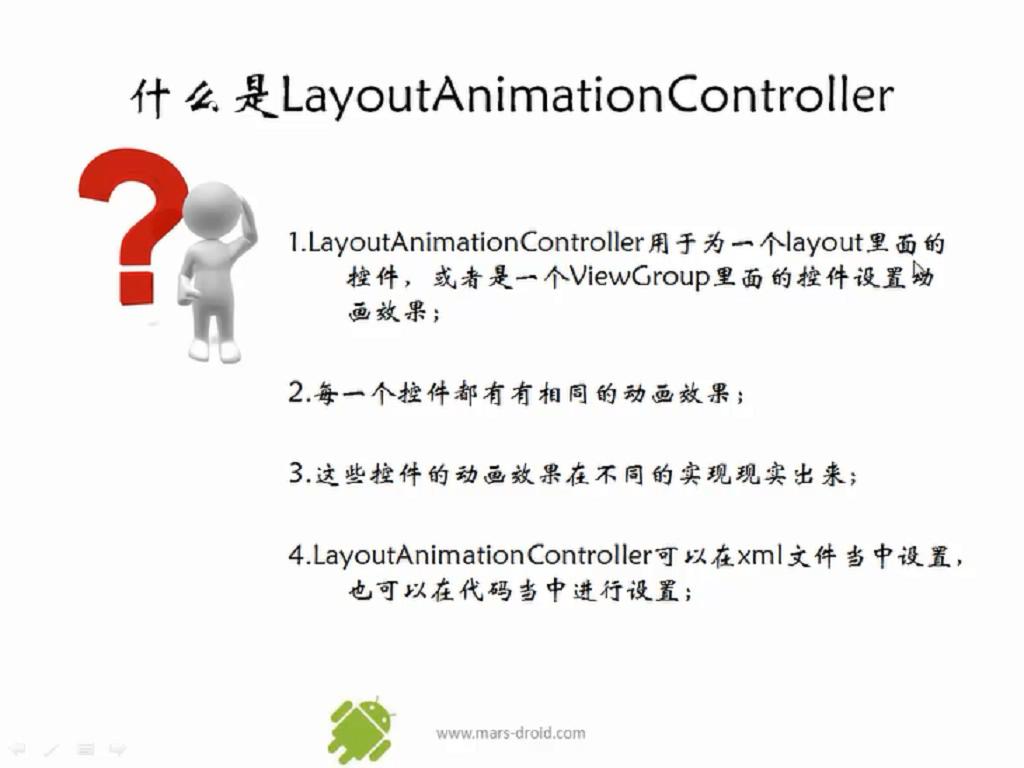 什么是LayoutAnimationController
1.LayoutAnimationController用于为一个layout里面的
控件，或者是一个ViewGroup里面的控件设置动
画效果；
2.每一个控件都有有相同的动画效果；
3.这些控件的动画效果在不同的实现现实出来；
4.LayoutAnimationController可以在xml文件当中设置，
也可以在代码当中进行设置；
www.mars-droid.com